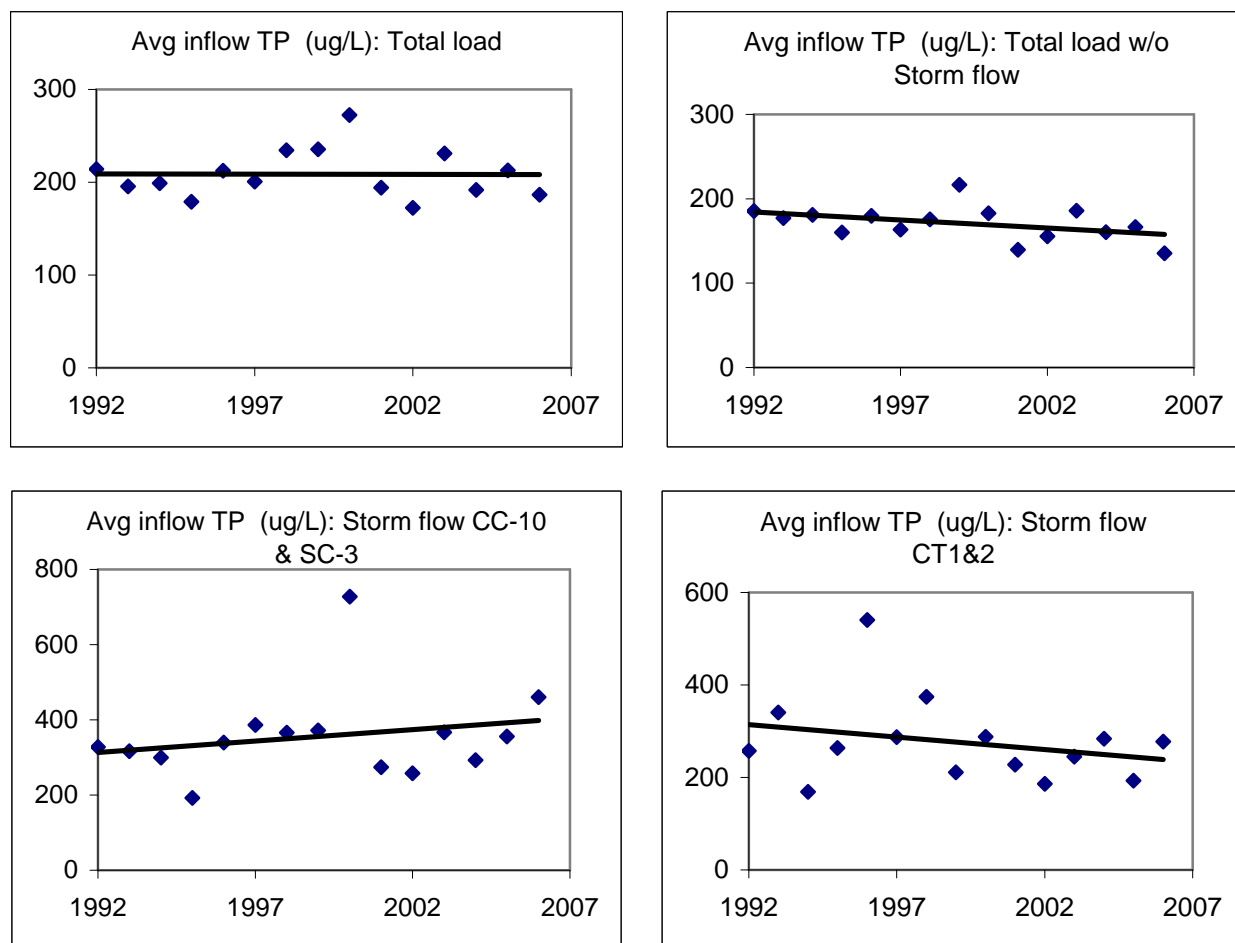 Avg inflow TP (ug/L): Total load
300
200
100
0
1992 1997 2002 2007
Avg inflow TP (ug/L): Total load w/o
Storm flow
300
200
100
0
1992 1997 2002 2007
Avg inflow TP (ug/L): Storm flow CC-10
& SC-3
800
600
400
200
0
1992 1997 2002 2007
Avg inflow TP (ug/L): Storm flow
CT1&2
600
400
200
0
1992 1997 2002 2007